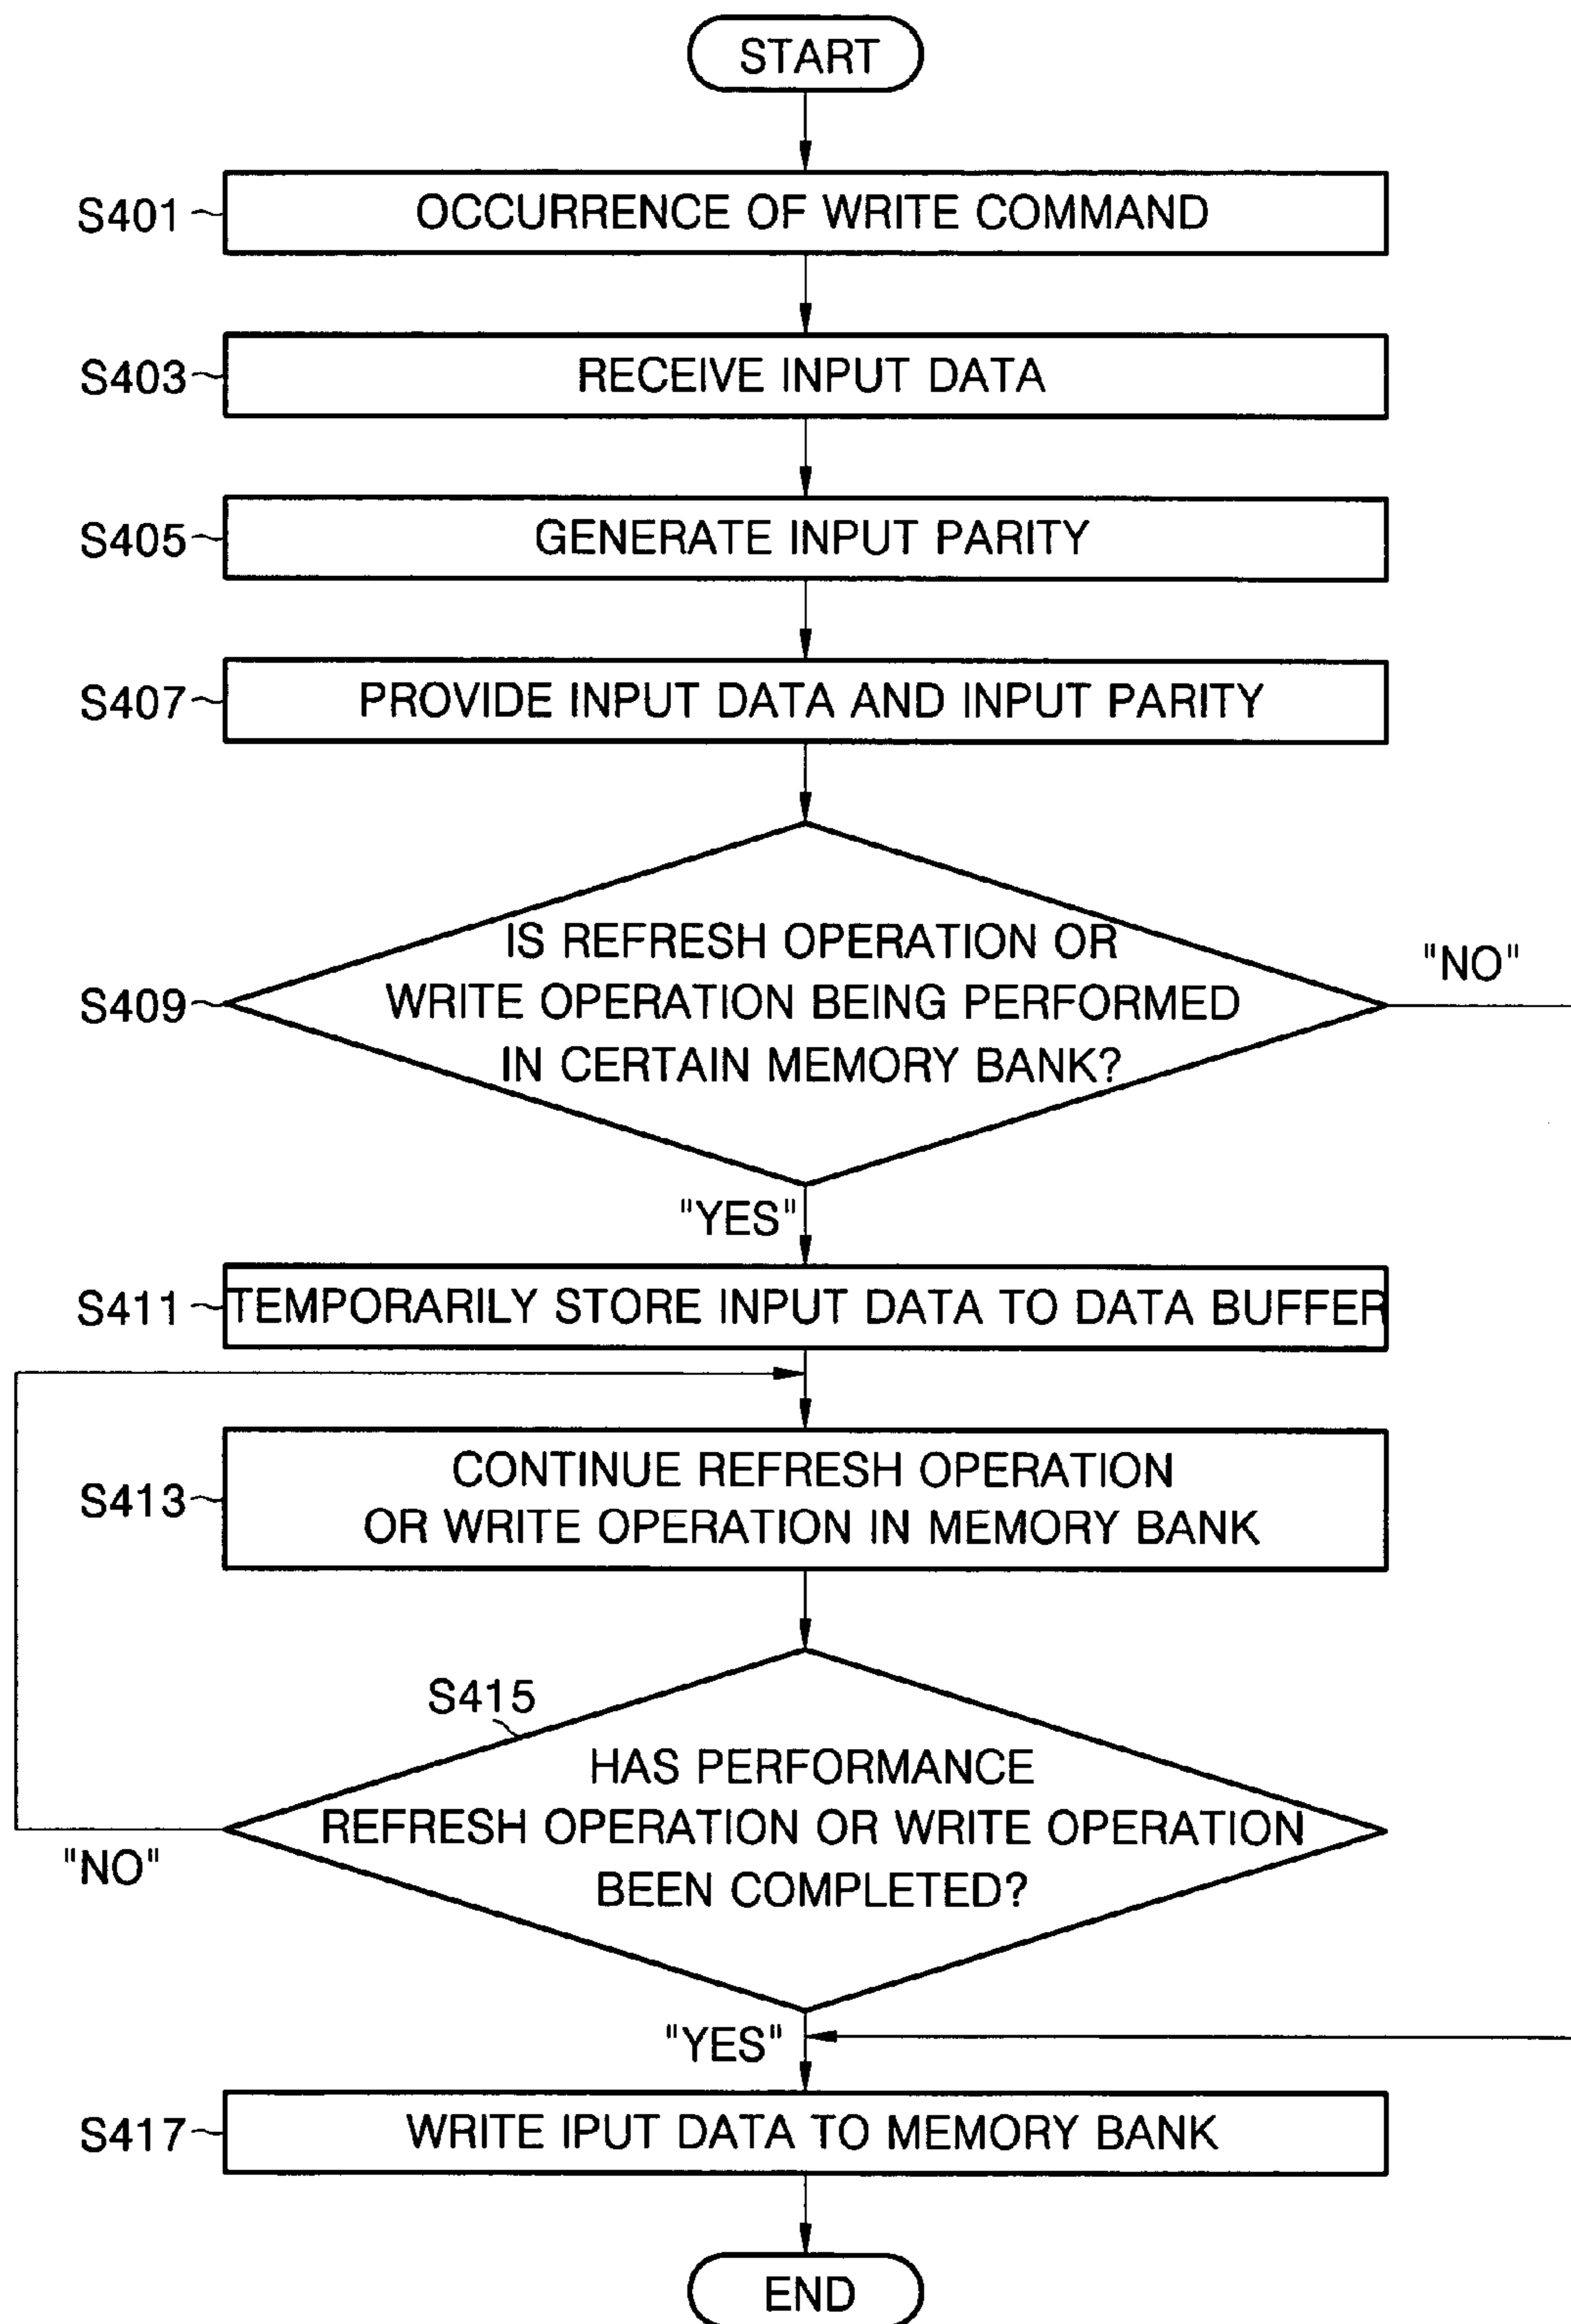 START
S401
OCCURRENCE OF WRITE COMMAND
S403
RECEIVE INPUT DATA
S405
GENERATE INPUT PARITY
S407
PROVIDE INPUT DATA AND INPUT PARITY
IS REFRESH OPERATION OR
"NO"
S409
WRITE OPERATION BEING PERFORMED
IN CERTAIN MEMORY BANK?
"YES"
S411
TEMPORARILY STORE INPUT DATA TO DATA BUFFER
CONTINUE REFRESH OPERATION
S413
OR WRITE OPERATION IN MEMORY BANK
S415
HAS PERFORMANCE
REFRESH OPERATION OR WRITE OPERATION
"NO"
BEEN COMPLETED?
"YES"
S417
WRITE IPUT DATA TO MEMORY BANK
END